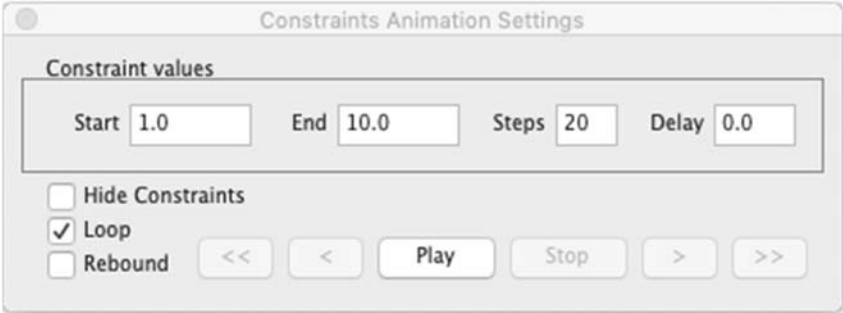 Constraints Animation Settings
Constraint values
Start 1.0 End 10.0 Steps 20 Delay 0.0
Hide Constraints
Loop
Rebound << < Play Stop > >>